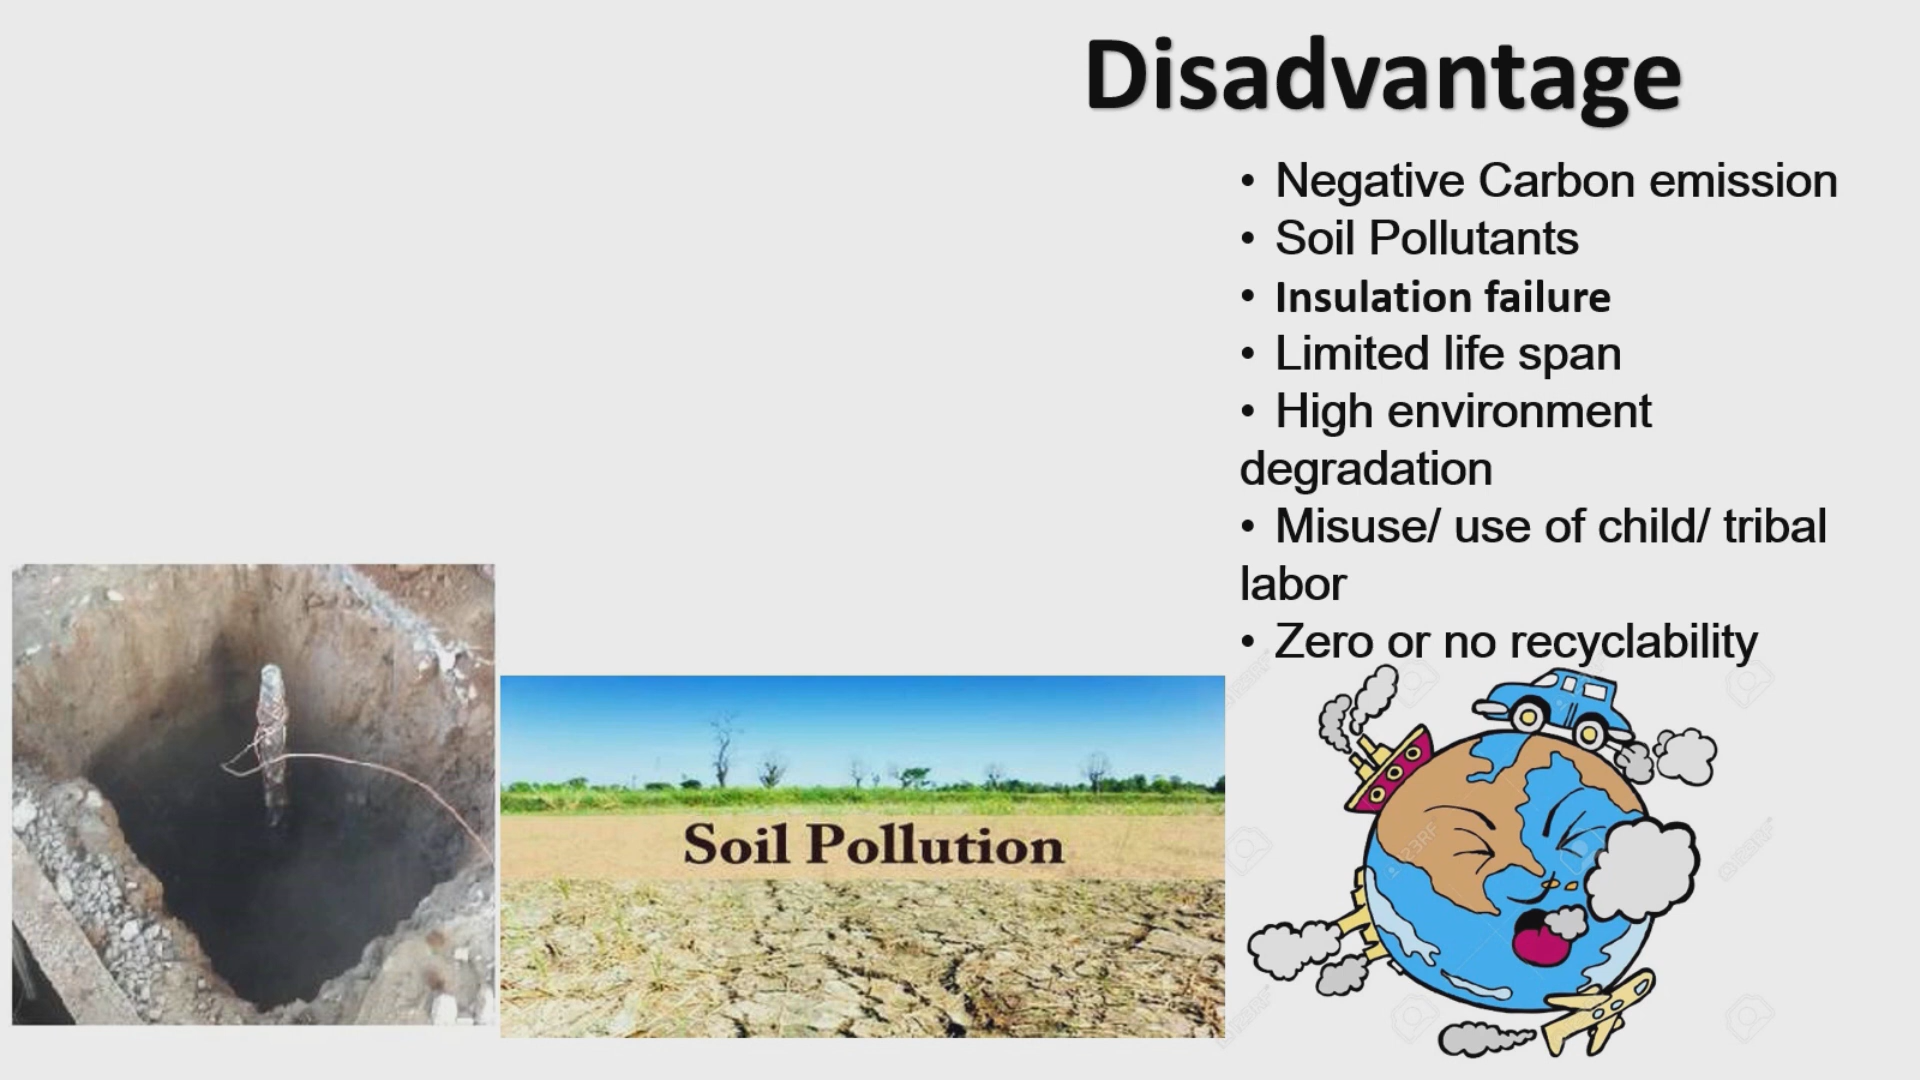 Disadvantage
• Negative Carbon emission
• Soil Pollutants
• Insulation failure
• Limited life span
• High environment
degradation
• Misuse/ use of child/ tribal
labor
• Zero or no recyclability
Soil Pollution
123RF